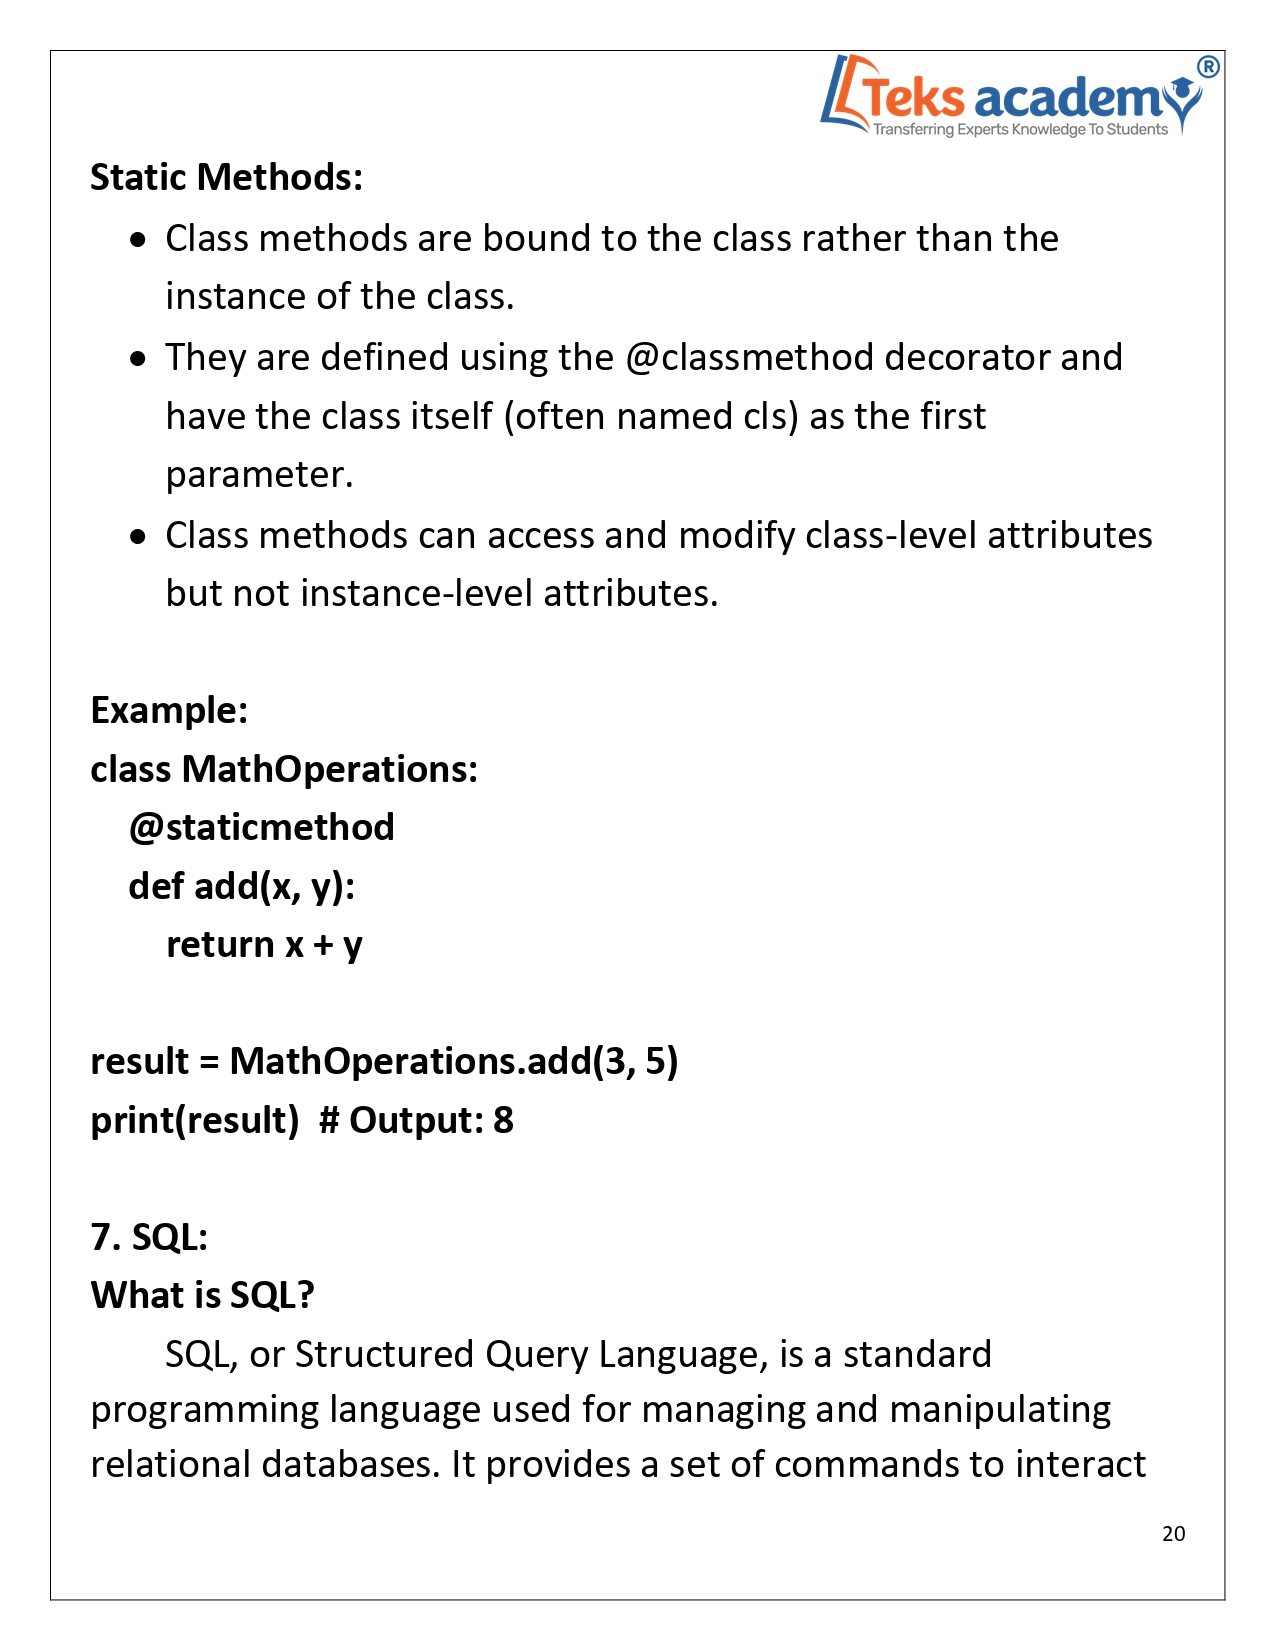 Teks academy ®
Transferring Experts Knowledge To Students
Static Methods:
• Class methods are bound to the class rather than the
instance of the class.
• They are defined using the @classmethod decorator and
have the class itself (often named cls) as the first
parameter.
• Class methods can access and modify class-level attributes
but not instance-level attributes.
Example:
class MathOperations:
    @staticmethod
    def add(x, y):
        return x + y
result = MathOperations.add(3, 5)
print(result)  # Output: 8
7. SQL:
What is SQL?
SQL, or Structured Query Language, is a standard
programming language used for managing and manipulating
relational databases. It provides a set of commands to interact
20